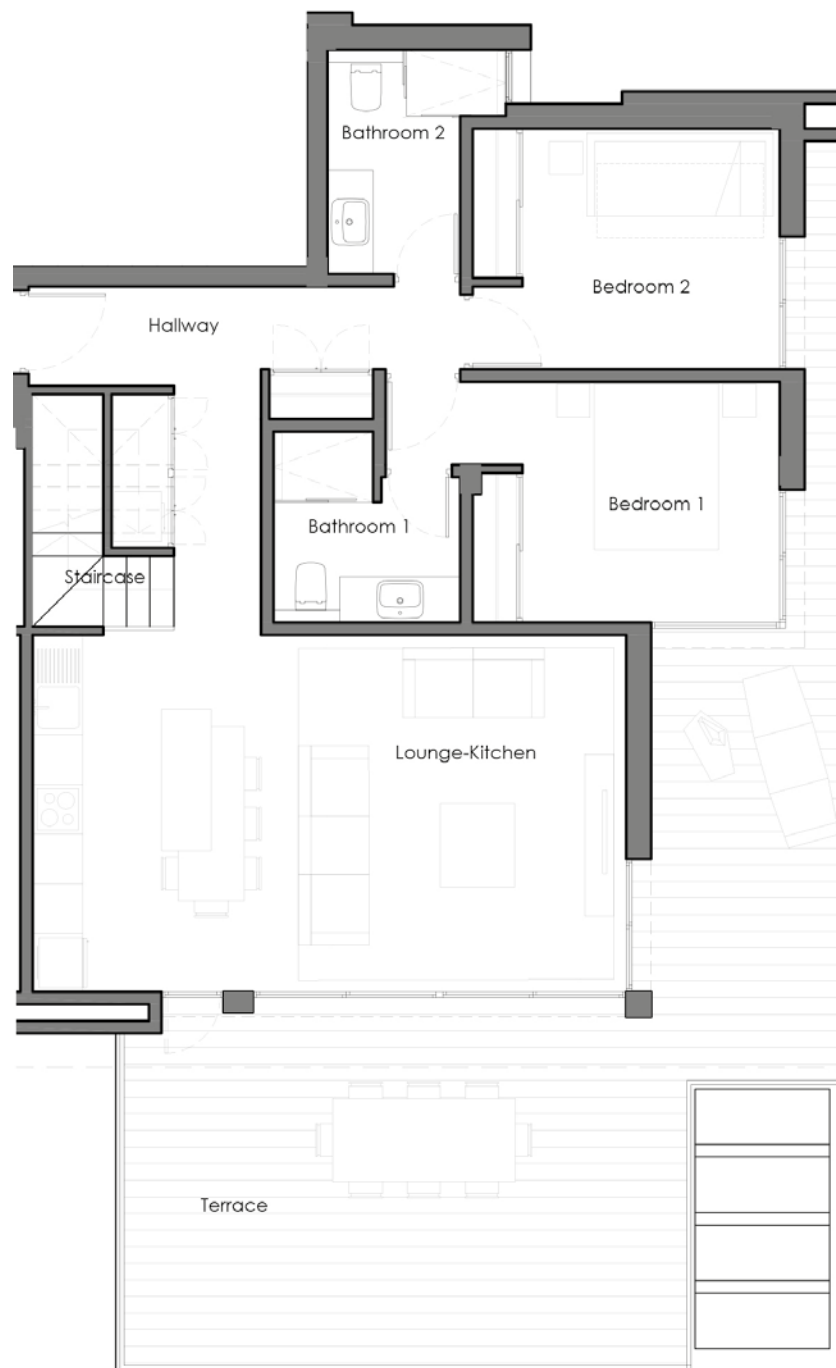 Bathroom 2
Bedroom 2
Hallway
Bedroom 1
Bathroom 1
Staircase
Lounge-Kitchen
Terrace